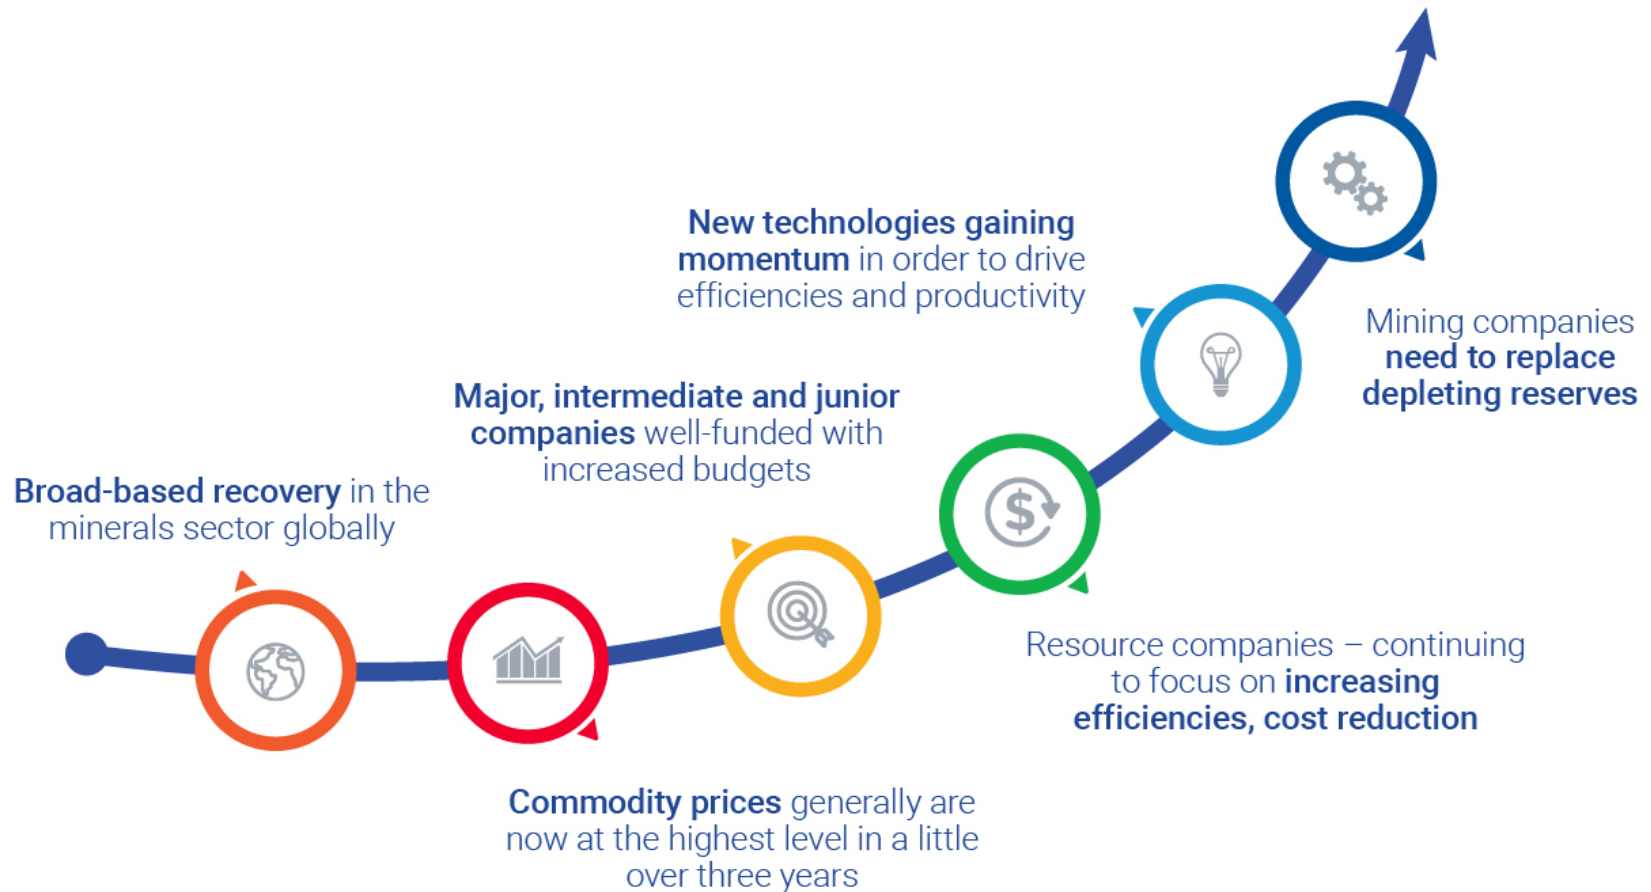 Broad-based recovery in the
minerals sector globally
Commodity prices generally are
now at the highest level in a little
over three years
Major, intermediate and junior
companies well-funded with
increased budgets
Resource companies – continuing
to focus on increasing
efficiencies, cost reduction
New technologies gaining
momentum in order to drive
efficiencies and productivity
Mining companies
need to replace
depleting reserves
$